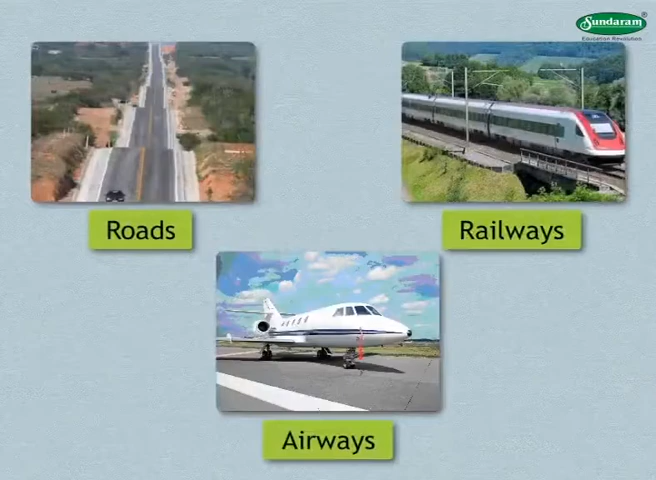 Sundaram
Education Revolution
Roads
Railways
Airways